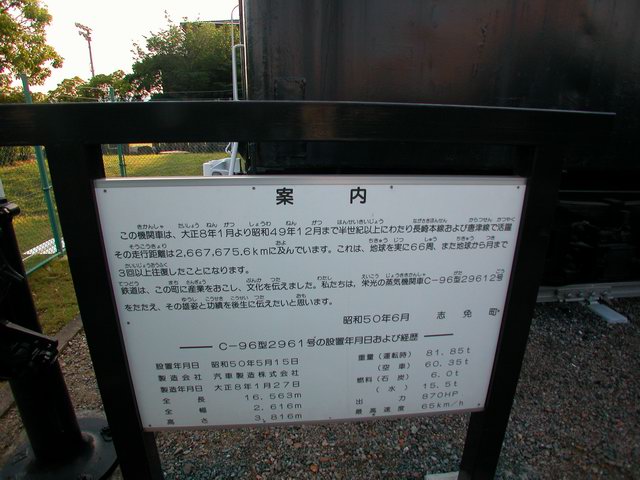 案内
この機関車は、大正8年1月より昭和49年12月まで半世紀以上にわたり長崎本線および唐津線で活躍
その走行距離は2,667,675.6kmに及んでいます。これは、地球を実に66周、また地球から月まで
3回以上往復したことになります。
鉄道は、この町に産業をおこし、文化を伝えました。私たちは、栄光の蒸気機関車C-96型29612号
をたたえ、その雄姿と功績を後生に伝えたいと思います。
昭和50年6月 志免町
C-96型2961号の設置年月日および経歴
設置年月日 昭和50年5月15日
製造会社 汽車製造株式会社
製造年月日 大正8年1月27日
全長 16,563m
全幅 2,616m
高さ 3,816m
重量(運転時) 81.85t
(空車) 60.35t
燃料(石炭) 6.0t
(水) 15.5t
出力 870HP
最高速度 65km/h